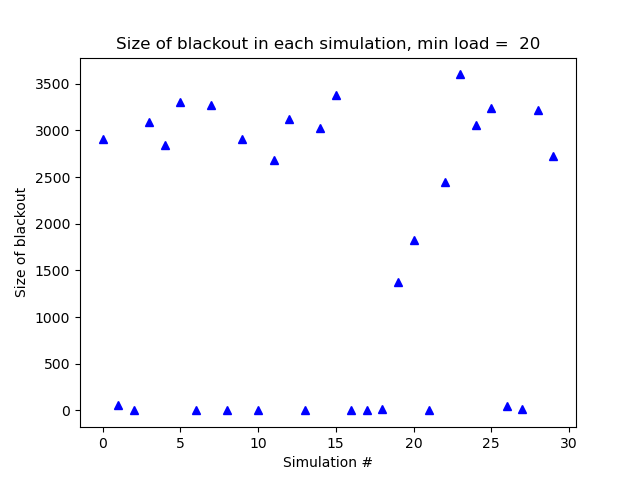 Size of blackout in each simulation, min load =  20
3500
3000
2500
2000
1500
1000
500
0
Size of blackout
0 5 10 15 20 25 30
Simulation #